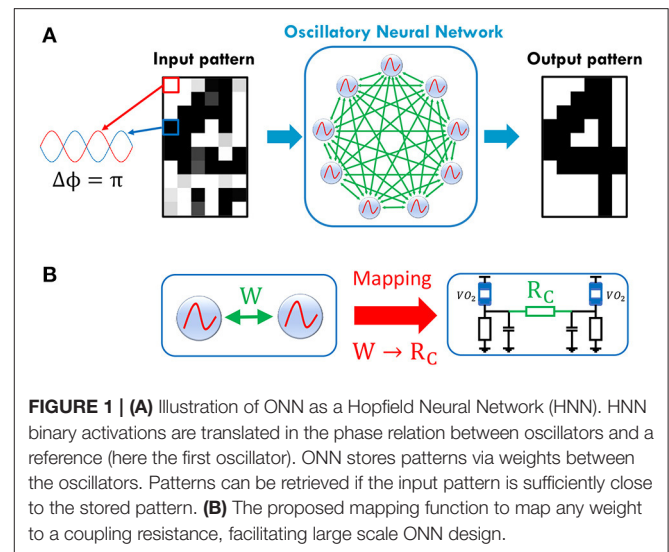 A
Oscillatory Neural Network
Input pattern
Output pattern
Δϕ = π
B
W
Mapping
W → R_C
VO₂
R_C
VO₂
FIGURE 1 | (A) Illustration of ONN as a Hopfield Neural Network (HNN). HNN
binary activations are translated in the phase relation between oscillators and a
reference (here the first oscillator). ONN stores patterns via weights between
the oscillators. Patterns can be retrieved if the input pattern is sufficiently close
to the stored pattern. (B) The proposed mapping function to map any weight
to a coupling resistance, facilitating large scale ONN design.